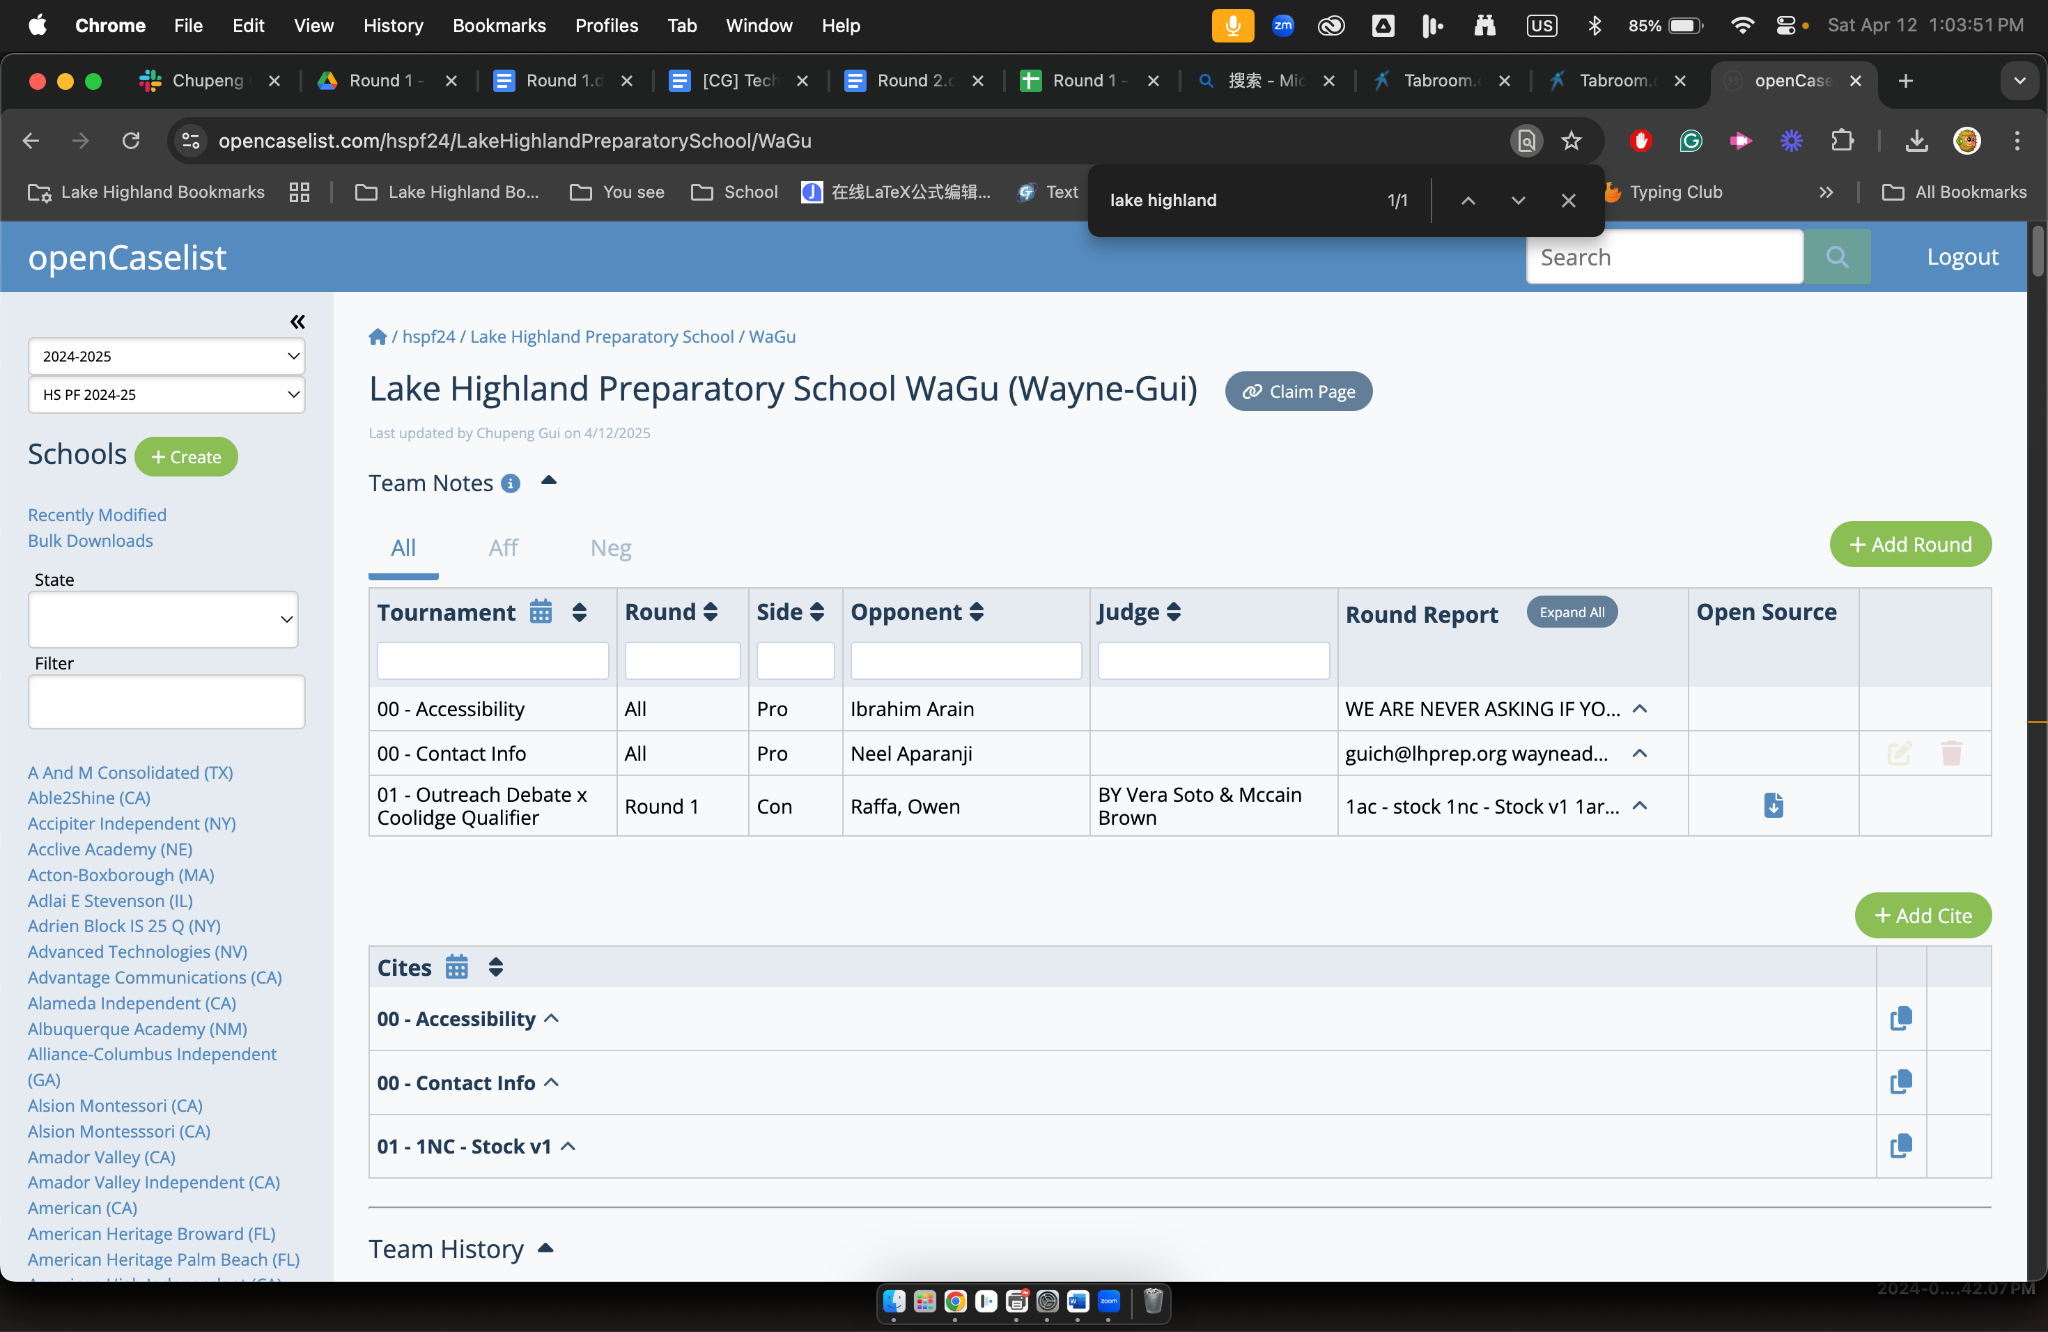 Chrome File Edit View History Bookmarks Profiles Tab Window Help zm US 85% Sat Apr 12 1:03:51 PM
Chupeng Round 1 - Round 1.d [CG] Tech Round 2.c Round 1 - 搜索 - Mic Tabroom. Tabroom. openCase
opencaselist.com/hspf24/LakeHighlandPreparatorySchool/WaGu
Lake Highland Bookmarks Lake Highland Bo... You see School 在线LaTeX公式编辑... Text Typing Club All Bookmarks
lake highland 1/1
openCaselist Search Logout
«
2024-2025
HS PF 2024-25
Schools + Create
Recently Modified
Bulk Downloads
State
Filter
A And M Consolidated (TX)
Able2Shine (CA)
Accipiter Independent (NY)
Acclive Academy (NE)
Acton-Boxborough (MA)
Adlai E Stevenson (IL)
Adrien Block IS 25 Q (NY)
Advanced Technologies (NV)
Advantage Communications (CA)
Alameda Independent (CA)
Albuquerque Academy (NM)
Alliance-Columbus Independent
(GA)
Alsion Montessori (CA)
Alsion Montesssori (CA)
Amador Valley (CA)
Amador Valley Independent (CA)
American (CA)
American Heritage Broward (FL)
American Heritage Palm Beach (FL)
/ hspf24 / Lake Highland Preparatory School / WaGu
Lake Highland Preparatory School WaGu (Wayne-Gui) Claim Page
Last updated by Chupeng Gui on 4/12/2025
Team Notes
All Aff Neg + Add Round
Tournament Round Side Opponent Judge Round Report Expand All Open Source
00 - Accessibility All Pro Ibrahim Arain WE ARE NEVER ASKING IF YO...
00 - Contact Info All Pro Neel Aparanji guich@lhprep.org waynead...
01 - Outreach Debate x
Coolidge Qualifier Round 1 Con Raffa, Owen BY Vera Soto & Mccain
Brown 1ac - stock 1nc - Stock v1 1ar...
+ Add Cite
Cites
00 - Accessibility
00 - Contact Info
01 - 1NC - Stock v1
Team History
zoom
2024-0....42.07 PM